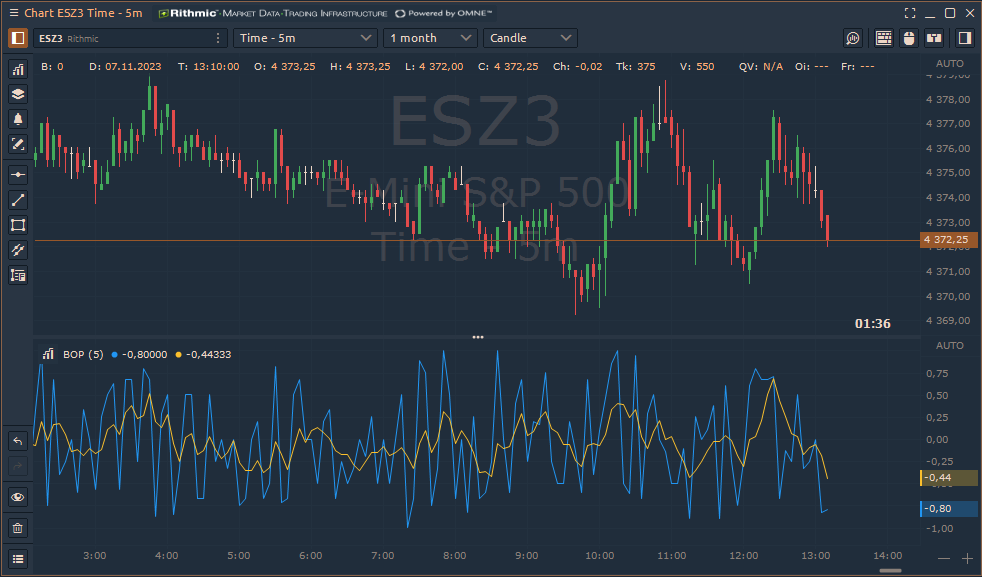 Chart ESZ3 Time - 5m Rithmic™-Market Data-Trading Infrastructure Powered by OMNE™
ESZ3 Rithmic Time - 5m 1 month Candle
B: 0 D: 07.11.2023 T: 13:10:00 O: 4 373,25 H: 4 373,25 L: 4 372,00 C: 4 372,25 Ch: -0,02 Tk: 375 V: 550 QV: N/A Oi: --- Fr: --- AUTO
4 379,00
4 378,00
4 377,00
4 376,00
4 375,00
4 374,00
4 373,00
4 372,25
4 371,00
4 370,00
4 369,00
ESZ3
E-Mini S&P 500
Time - 5m
01:36
AUTO
BOP (5) -0,80000 -0,44333
0,75
0,50
0,25
0,00
-0,25
-0,44
-0,80
-1,00
3:00 4:00 5:00 6:00 7:00 8:00 9:00 10:00 11:00 12:00 13:00 14:00